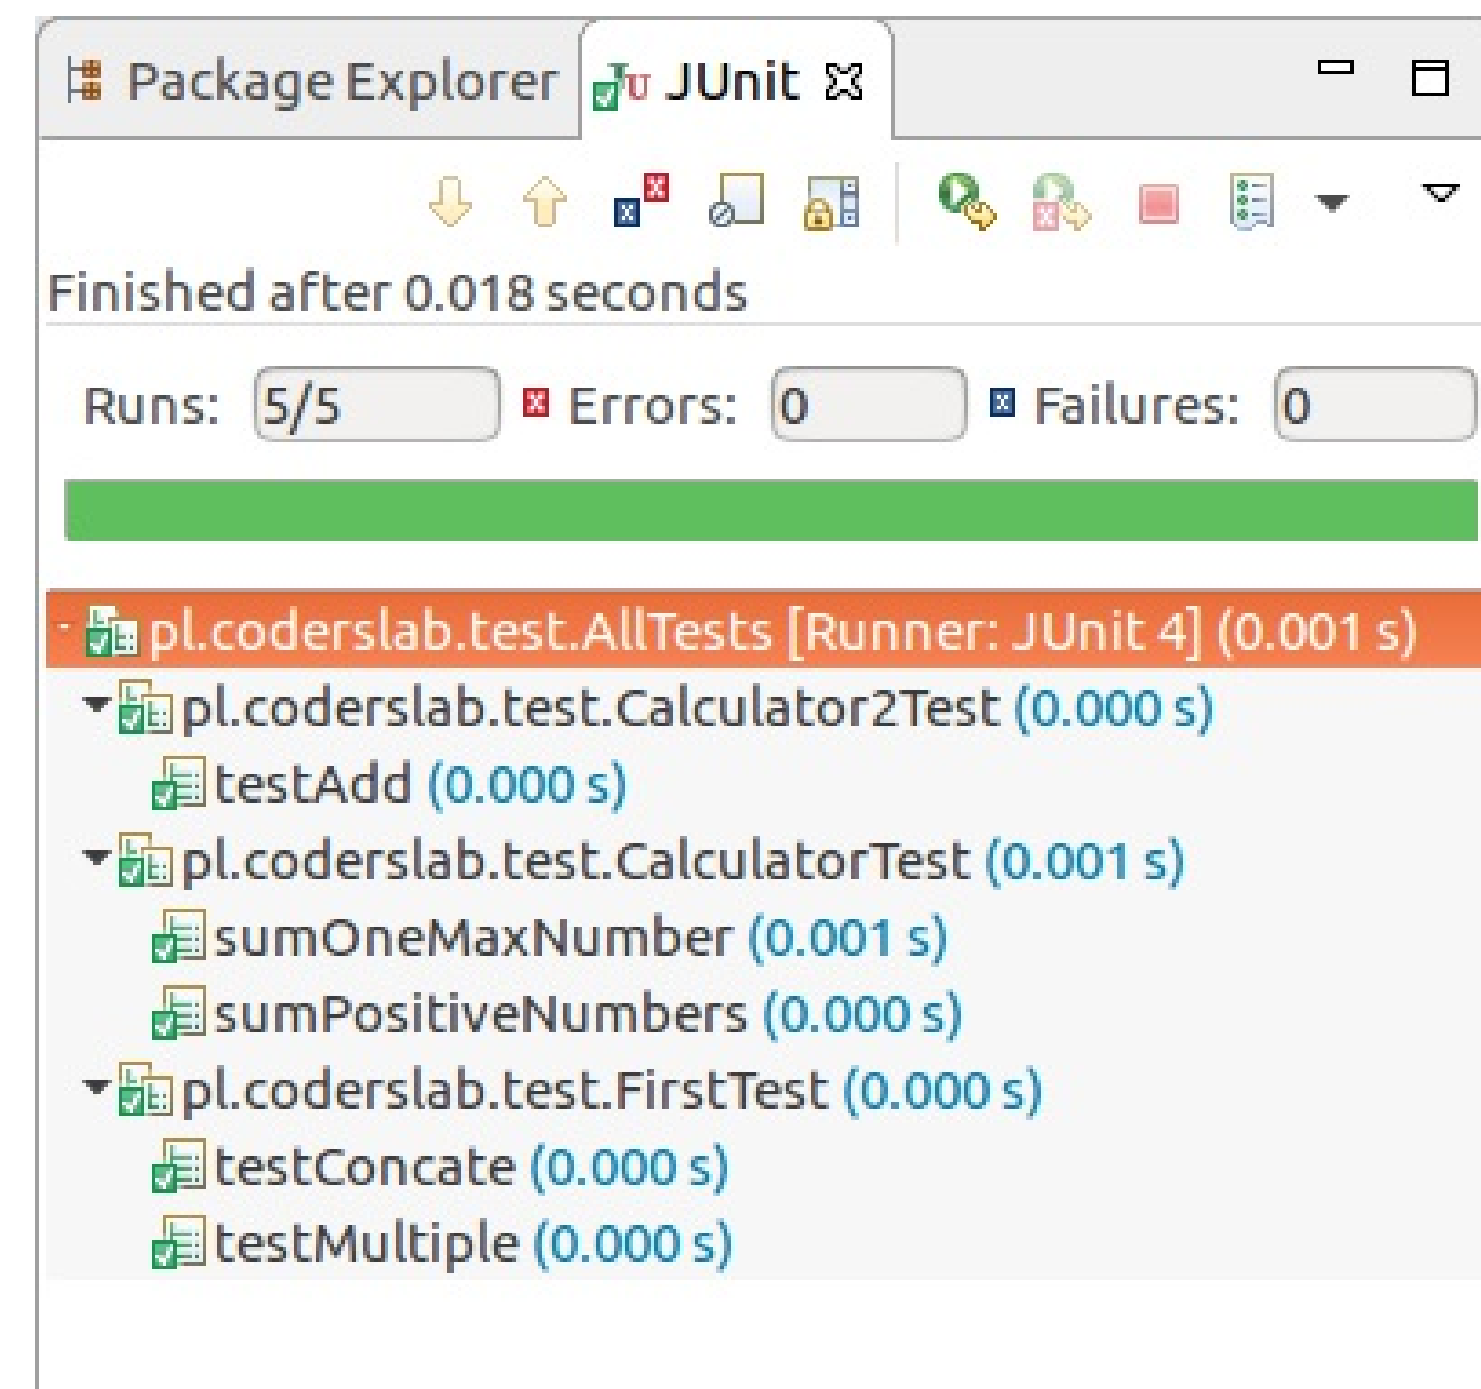 Package Explorer JUnit
Finished after 0.018 seconds
Runs: 5/5 Errors: 0 Failures: 0
pl.coderslab.test.AllTests [Runner: JUnit 4] (0.001 s)
pl.coderslab.test.Calculator2Test (0.000 s)
testAdd (0.000 s)
pl.coderslab.test.CalculatorTest (0.001 s)
sumOneMaxNumber (0.001 s)
sumPositiveNumbers (0.000 s)
pl.coderslab.test.FirstTest (0.000 s)
testConcate (0.000 s)
testMultiple (0.000 s)